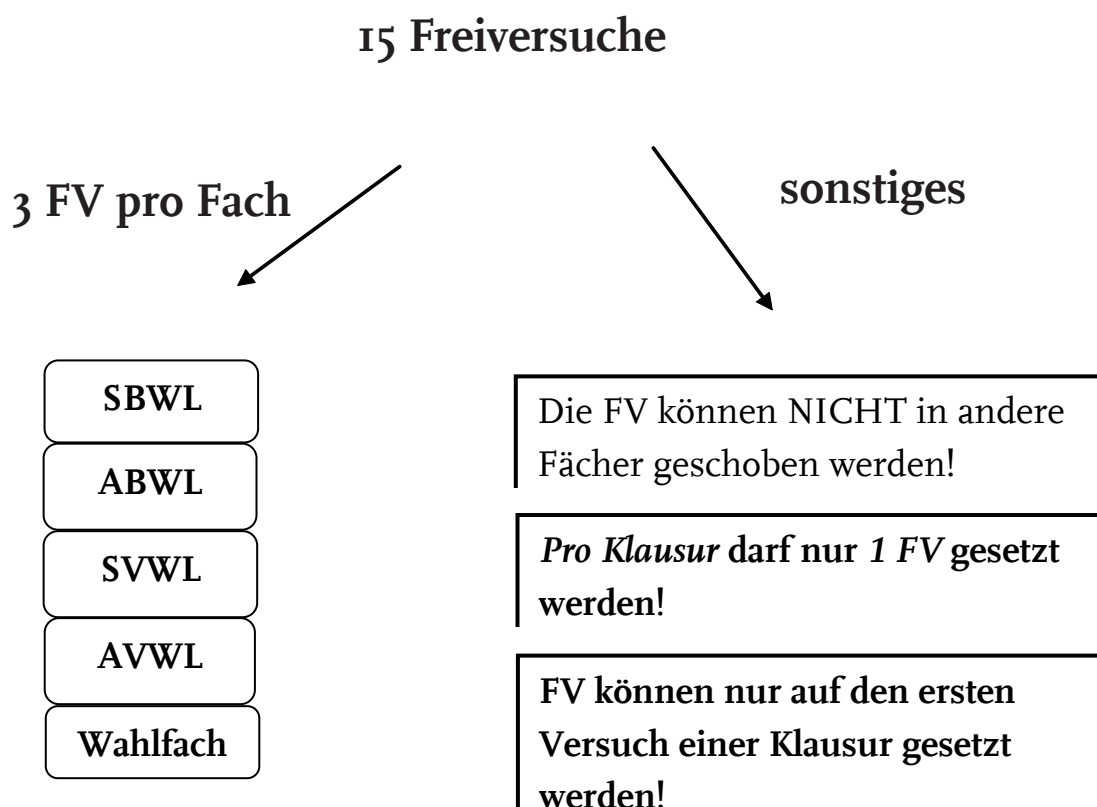 15 Freiversuche
3 FV pro Fach
sonstiges
SBWL
ABWL
SVWL
AVWL
Wahlfach
Die FV können NICHT in andere
Fächer geschoben werden!
Pro Klausur darf nur 1 FV gesetzt
werden!
FV können nur auf den ersten
Versuch einer Klausur gesetzt
werden!